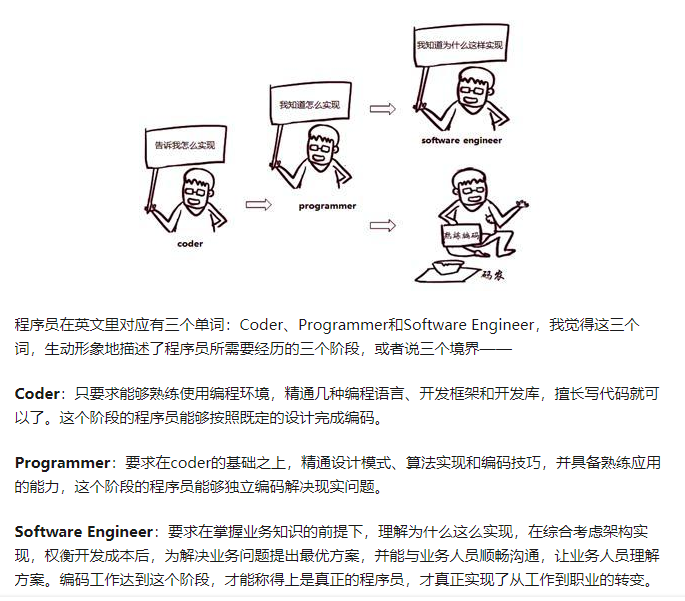 我知道为什么这样实现
我知道怎么实现
告诉我怎么实现
software engineer
programmer
coder
熟练编码
码农
程序员在英文里对应有三个单词：Coder、Programmer和Software Engineer，我觉得这三个
词，生动形象地描述了程序员所需要经历的三个阶段，或者说三个境界——
Coder：只要求能够熟练使用编程环境，精通几种编程语言、开发框架和开发库，擅长写代码就可
以了。这个阶段的程序员能够按照既定的设计完成编码。
Programmer：要求在coder的基础之上，精通设计模式、算法实现和编码技巧，并具备熟练应用
的能力，这个阶段的程序员能够独立编码解决现实问题。
Software Engineer：要求在掌握业务知识的前提下，理解为什么这么实现，在综合考虑架构实
现，权衡开发成本后，为解决业务问题提出最优方案，并能与业务人员顺畅沟通，让业务人员理解
方案。编码工作达到这个阶段，才能称得上是真正的程序员，才真正实现了从工作到职业的转变。